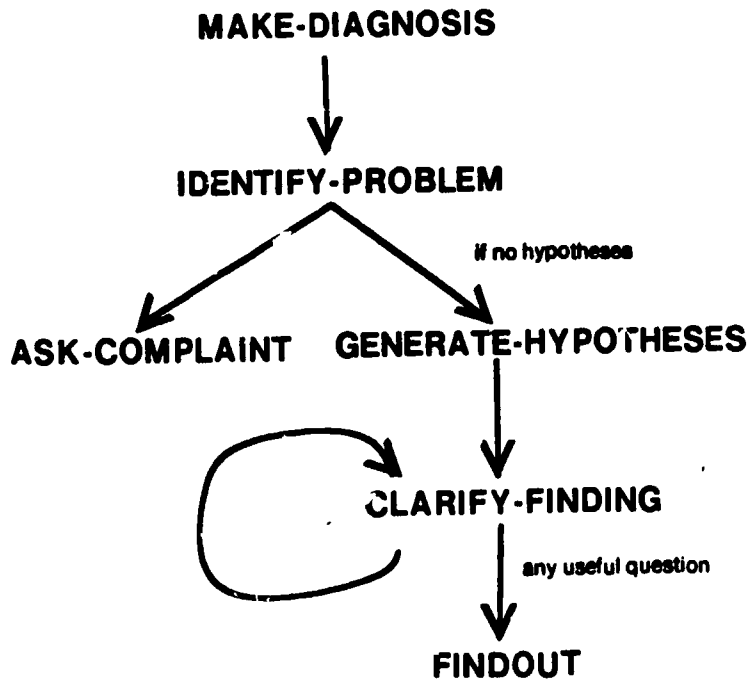 MAKE-DIAGNOSIS
IDENTIFY-PROBLEM
if no hypotheses
ASK-COMPLAINT GENERATE-HYPOTHESES
CLARIFY-FINDING
any useful question
FINDOUT